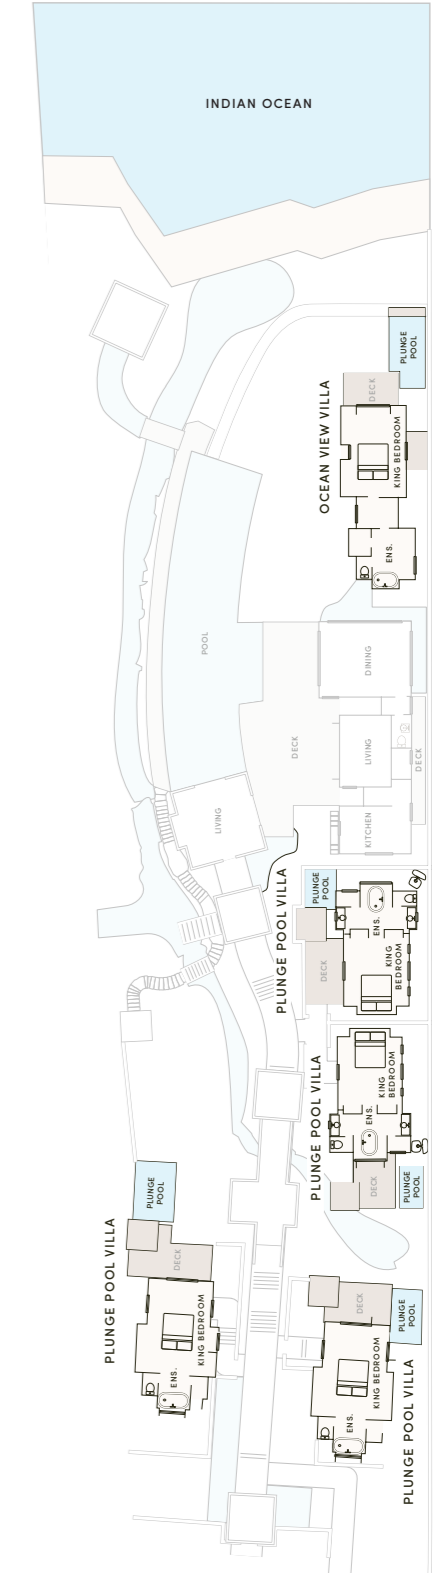 INDIAN OCEAN
PLUNGE
POOL
DECK
OCEAN VIEW VILLA
KING BEDROOM
ENS.
POOL
DINING
DECK
LIVING
DECK
LIVING
KITCHEN
PLUNGE POOL VILLA
PLUNGE
POOL
ENS.
KING
BEDROOM
DECK
PLUNGE POOL VILLA
KING
BEDROOM
ENS.
DECK
PLUNGE
POOL
PLUNGE POOL VILLA
PLUNGE
POOL
DECK
KING BEDROOM
ENS.
DECK
PLUNGE
POOL
KING BEDROOM
ENS.
PLUNGE POOL VILLA